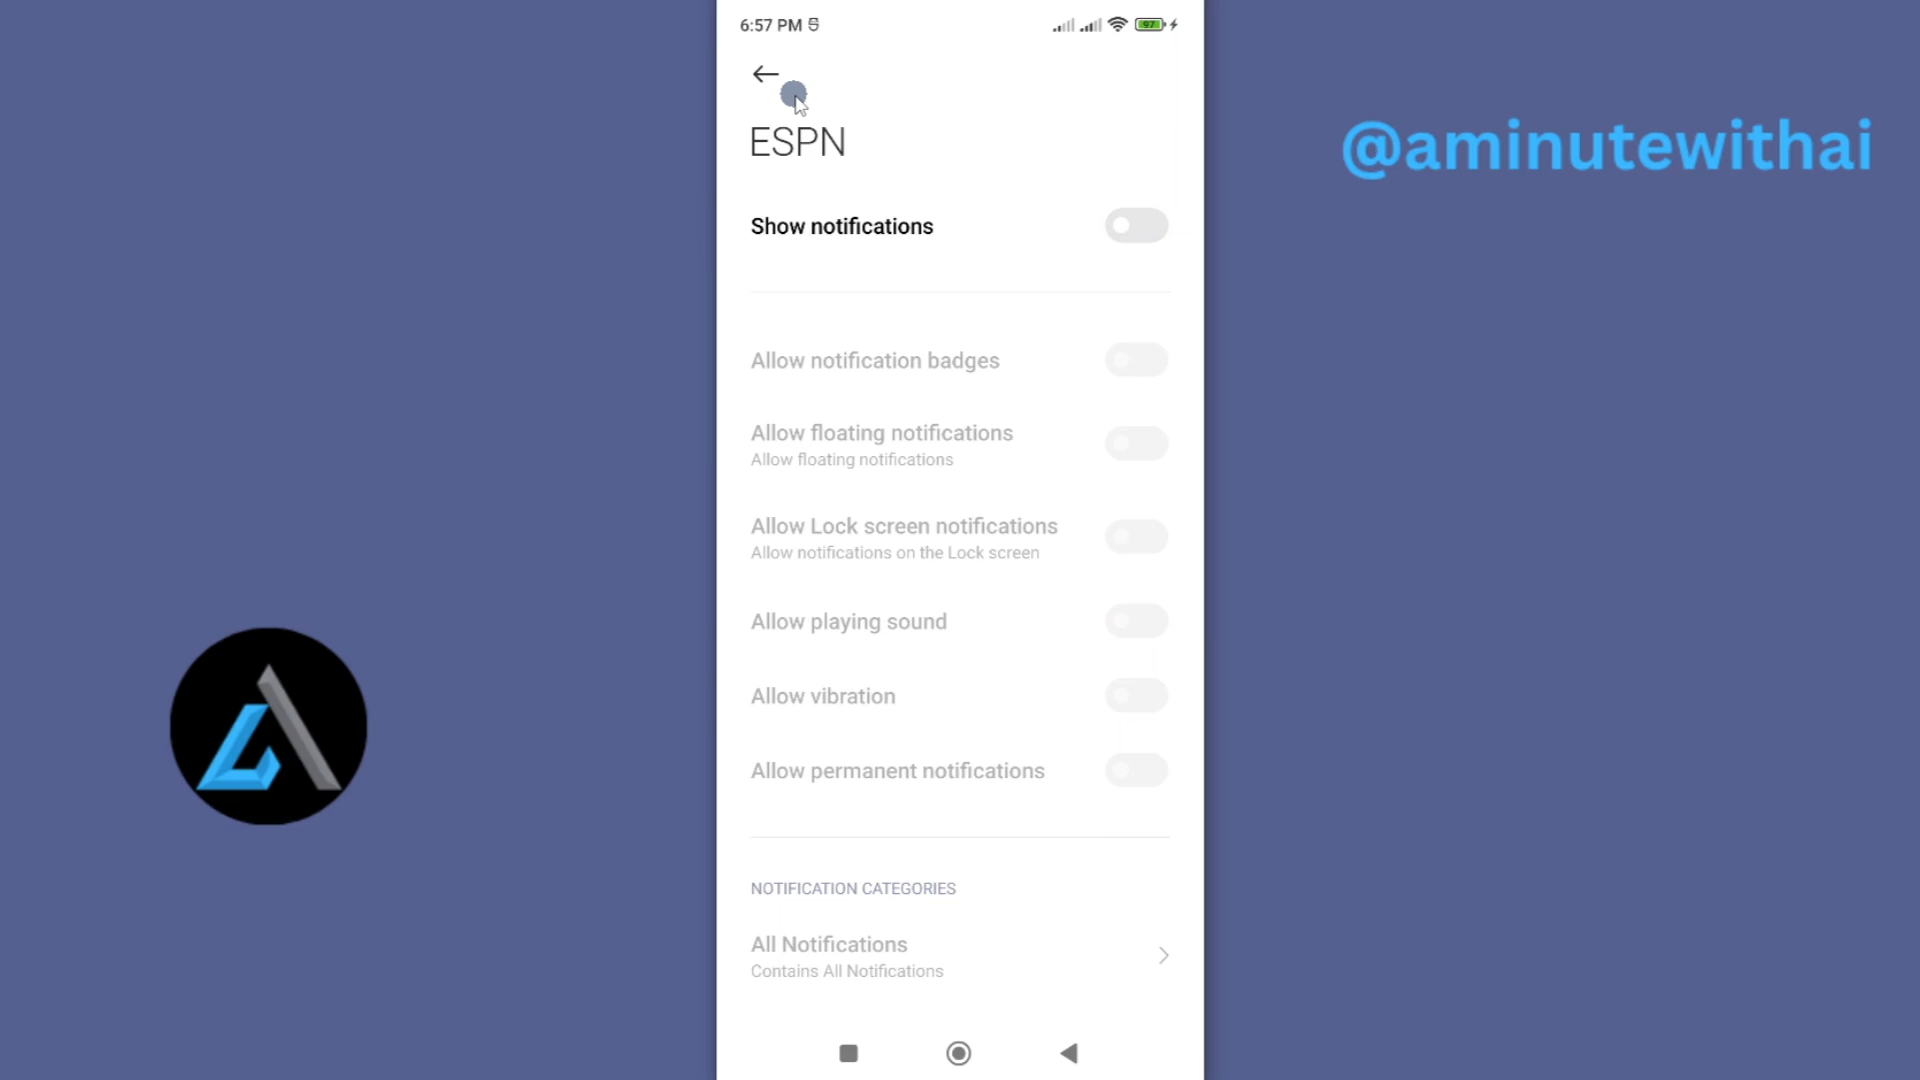 6:57 PM
97
@aminutewithai
ESPN
Show notifications
Allow notification badges
Allow floating notifications
Allow floating notifications
Allow Lock screen notifications
Allow notifications on the Lock screen
Allow playing sound
Allow vibration
Allow permanent notifications
NOTIFICATION CATEGORIES
All Notifications
Contains All Notifications